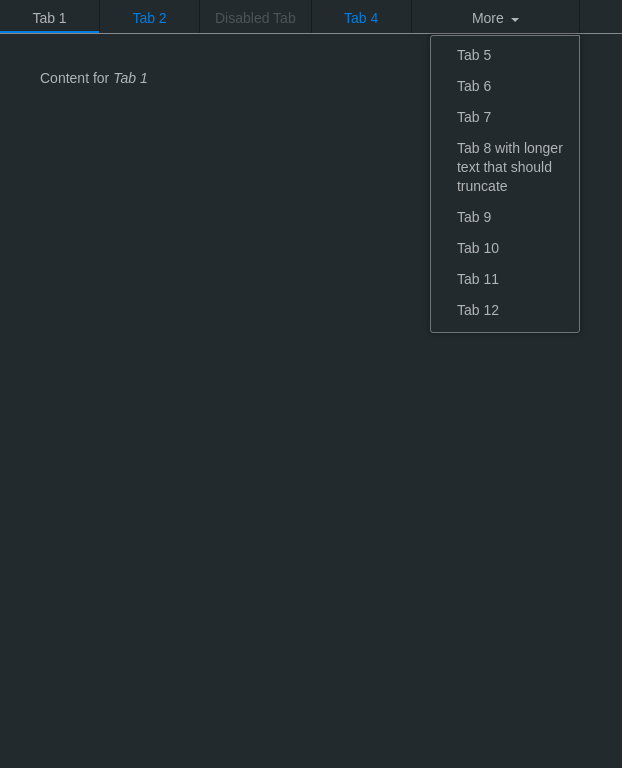 Tab 1 Tab 2 Disabled Tab Tab 4 More
Content for Tab 1
Tab 5
Tab 6
Tab 7
Tab 8 with longer
text that should
truncate
Tab 9
Tab 10
Tab 11
Tab 12